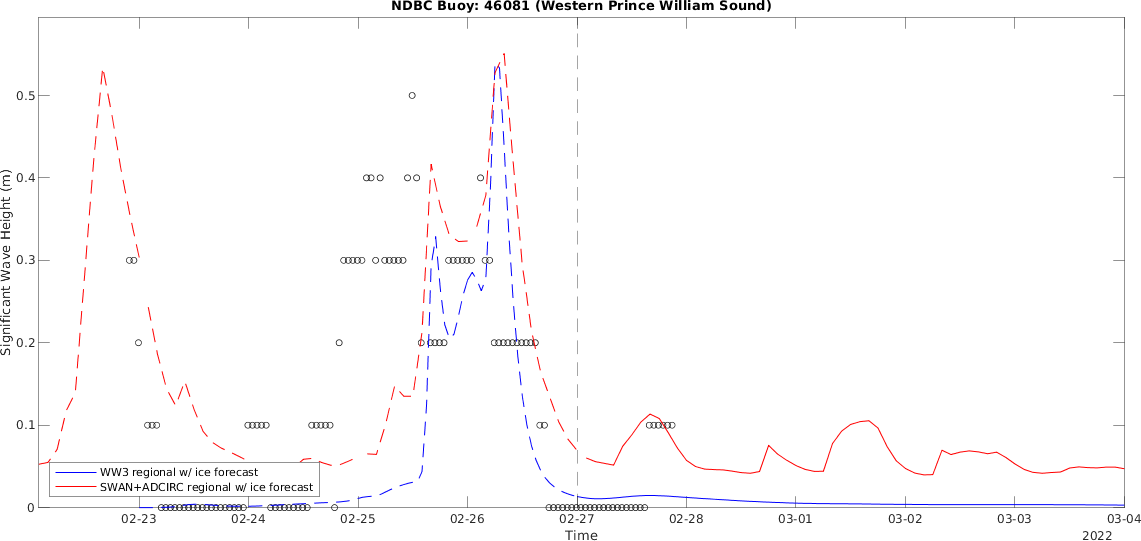 NDBC Buoy: 46081 (Western Prince William Sound)
Significant Wave Height (m)
0.5
0.4
0.3
0.2
0.1
0
WW3 regional w/ ice forecast
SWAN+ADCIRC regional w/ ice forecast
02-23 02-24 02-25 02-26 02-27 02-28 03-01 03-02 03-03 03-04
Time
2022